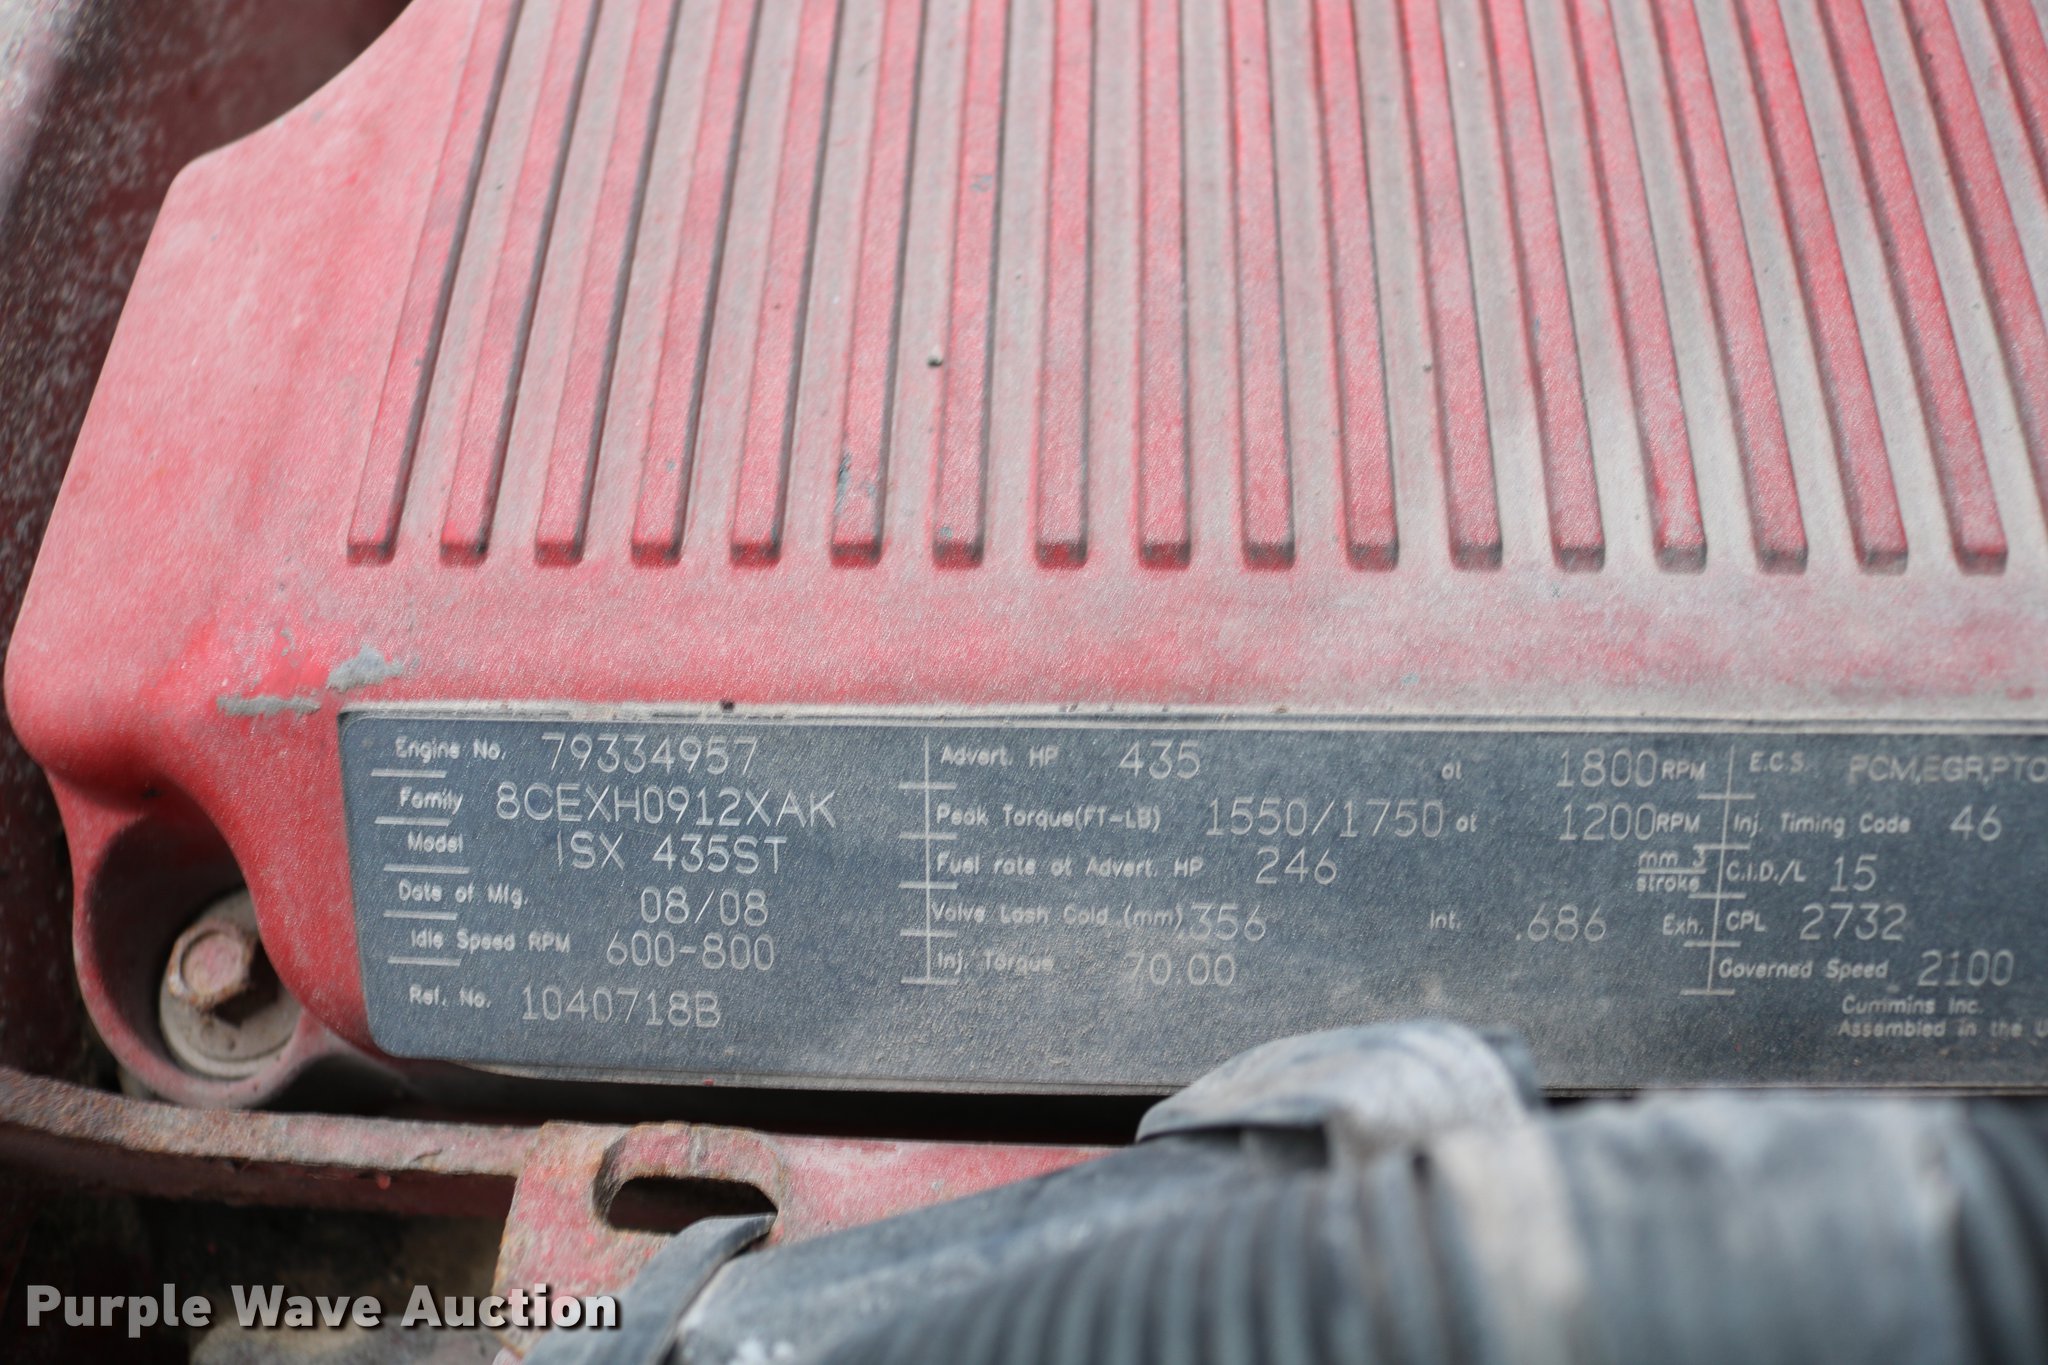 Engine No. 79334957
Family 8CEXH0912XAK
Model ISX 435ST
Date of Mfg. 08/08
Idle Speed RPM 600-800
Ref. No. 1040718B
Advert. HP 435 at 1800 RPM
Peak Torque(FT-LB) 1550/1750 at 1200 RPM
Fuel rate at Advert. HP 246 mm 3 stroke
Valve Lash Cold (mm) .356 Int. .686 Exh.
Inj. Torque 70.00
E.C.S. PCM,EGR,PTO
Inj. Timing Code 46
C.I.D./L 15
CPL 2732
Governed Speed 2100
Cummins Inc.
Assembled in the
Purple Wave Auction